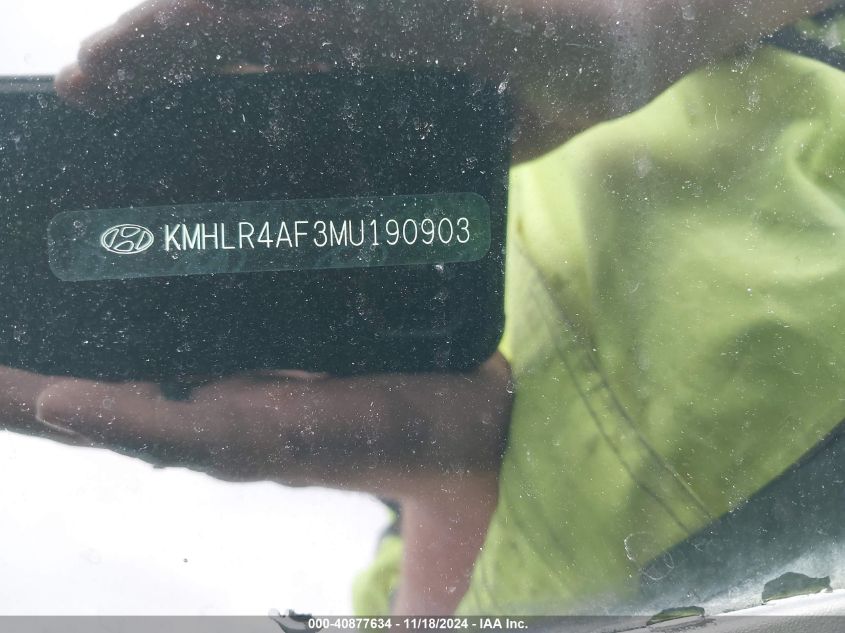 KMHLR4AF3MU190903
000-40877634 - 11/18/2024 - IAA Inc.